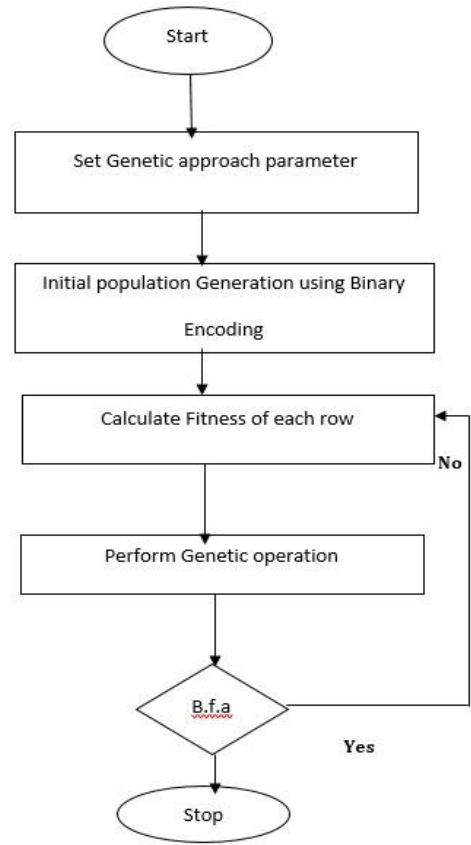 Start
Set Genetic approach parameter
Initial population Generation using Binary
Encoding
Calculate Fitness of each row
No
Perform Genetic operation
B.f.a
Yes
Stop